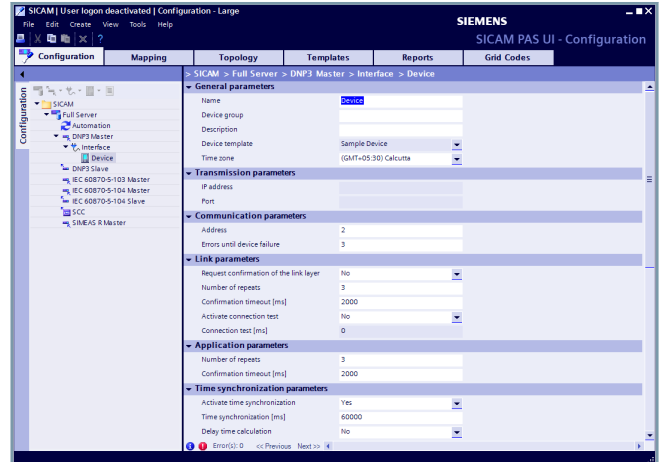 SICAM | User logon deactivated | Configuration - Large
File Edit Create View Tools Help
SIEMENS
SICAM PAS UI - Configuration
Configuration Mapping Topology Templates Reports Grid Codes
> SICAM > Full Server > DNP3 Master > Interface > Device
Configuration
SICAM
Full Server
Automation
DNP3 Master
Interface
Device
DNP3 Slave
IEC 60870-5-103 Master
IEC 60870-5-104 Master
IEC 60870-5-104 Slave
SCC
SIMEAS R Master
General parameters
Name Device
Device group
Description
Device template Sample Device
Time zone (GMT+05:30) Calcutta
Transmission parameters
IP address
Port
Communication parameters
Address 2
Errors until device failure 3
Link parameters
Request confirmation of the link layer No
Number of repeats 3
Confirmation timeout [ms] 2000
Activate connection test No
Connection test [ms] 0
Application parameters
Number of repeats 3
Confirmation timeout [ms] 2000
Time synchronization parameters
Activate time synchronization Yes
Time synchronization [ms] 60000
Delay time calculation No
Error(s): 0 << Previous Next >>